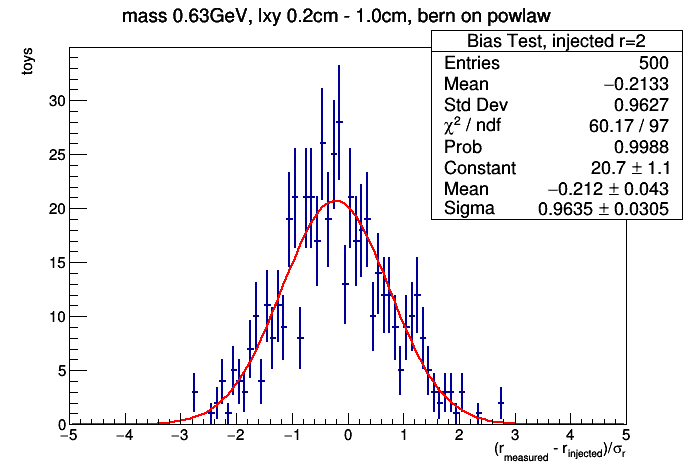 mass 0.63GeV, lxy 0.2cm - 1.0cm, bern on powlaw
toys
Bias Test, injected r=2
Entries 500
Mean −0.2133
Std Dev 0.9627
χ² / ndf 60.17 / 97
Prob 0.9988
Constant 20.7 ± 1.1
Mean −0.212 ± 0.043
Sigma 0.9635 ± 0.0305
30
25
20
15
10
5
0
−5 −4 −3 −2 −1 0 1 2 3 4 5
(r_measured - r_injected)/σ_r